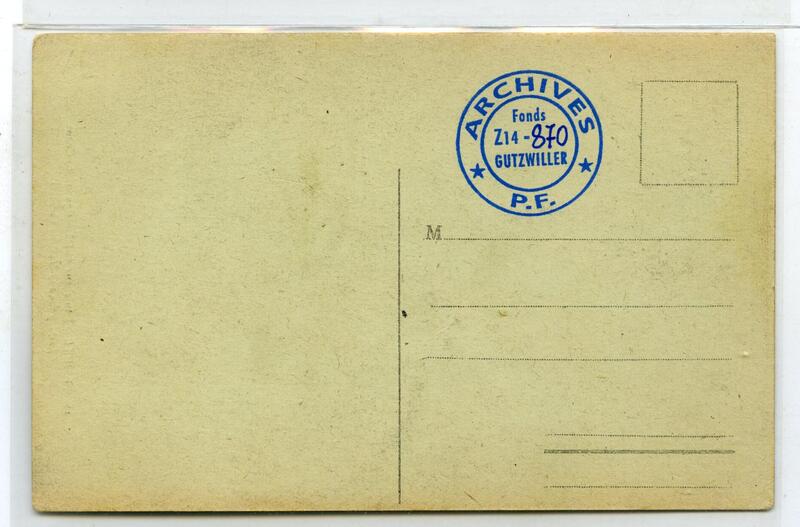 ARCHIVES
Fonds
Z14-870
GUTZWILLER
P.F.
M